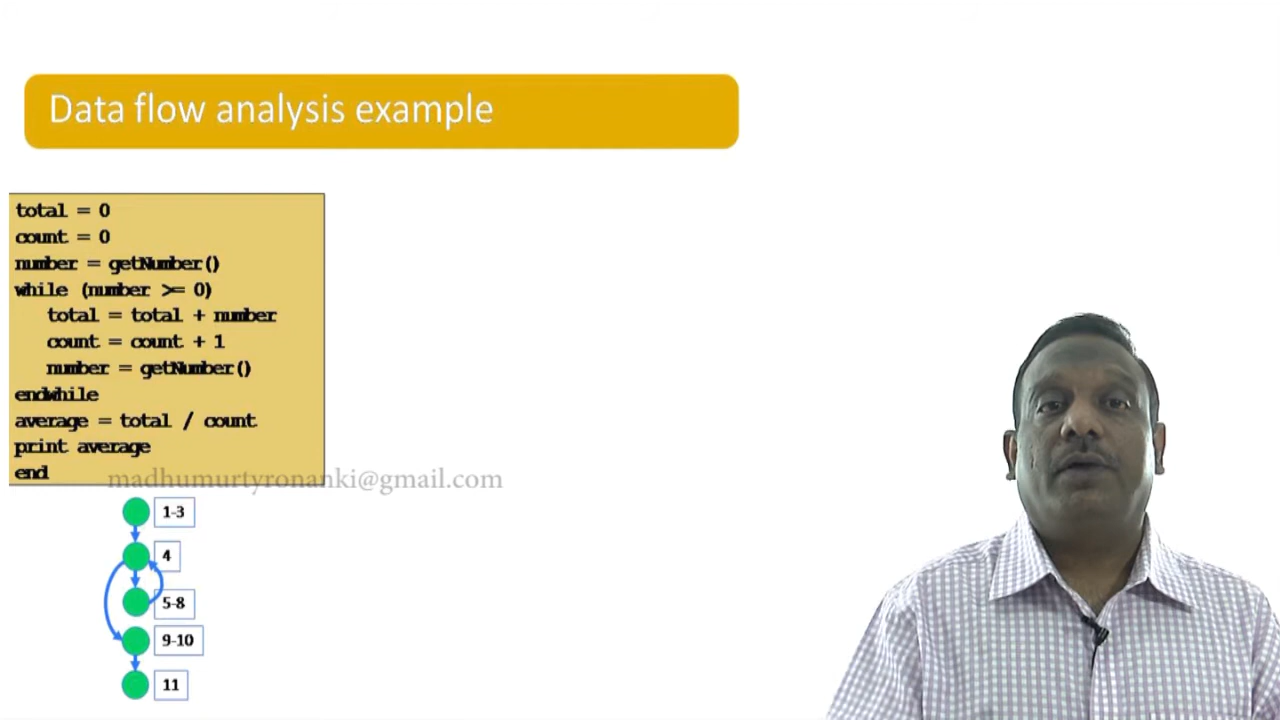 Data flow analysis example
total = 0
count = 0
number = getNumber()
while (number >= 0)
total = total + number
count = count + 1
number = getNumber()
endwhile
average = total / count
print average
end
madhumurtyronanki@gmail.com
1-3
4
5-8
9-10
11